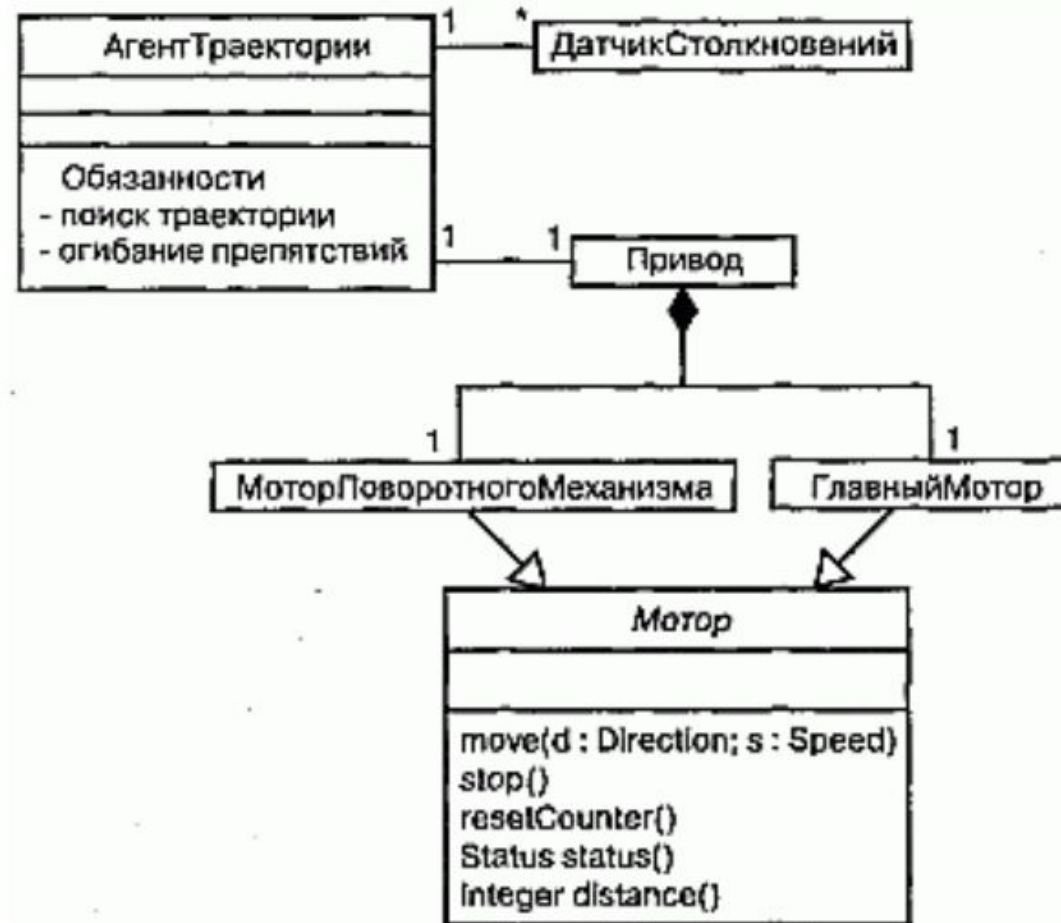 АгентТраектории
1
*
ДатчикСтолкновений
Обязанности
- поиск траектории
- огибание препятствий
1
1
Привод
1
1
МоторПоворотногоМеханизма
ГлавныйМотор
Мотор
move(d : Direction; s : Speed)
stop()
resetCounter()
Status status()
Integer distance()